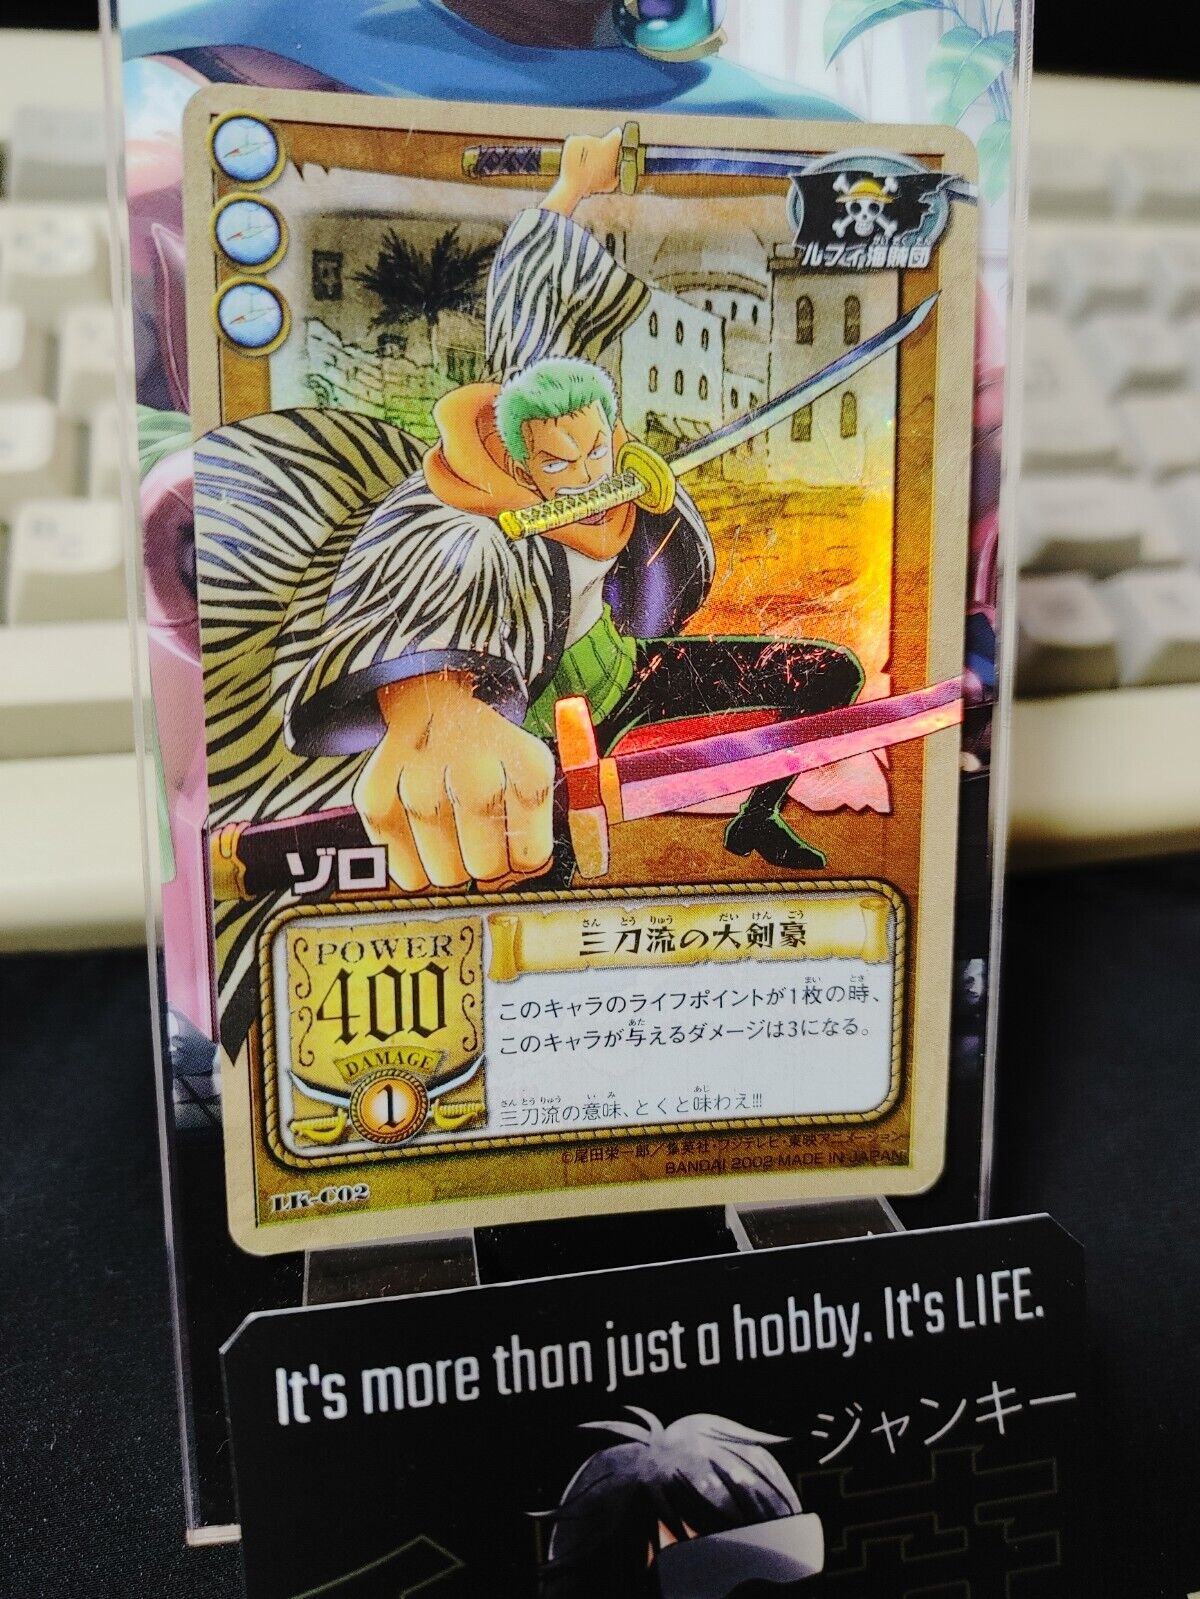 ルフィ海賊団
ゾロ
POWER
400
DAMAGE
1
三刀流の大剣豪
このキャラのライフポイントが1枚の時、
このキャラが与えるダメージは3になる。
三刀流の意味、とくと味わえ!!!
©尾田栄一郎／集英社・フジテレビ・東映アニメーション
BANDAI 2002 MADE IN JAPAN
LK-C02
It's more than just a hobby. It's LIFE.
ジャンキー